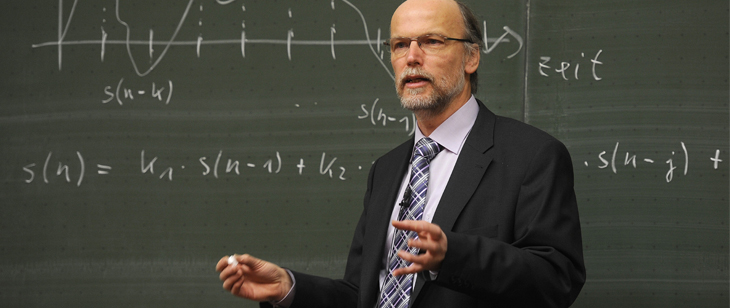 s(n-k)
s(n-1)
Zeit
s(n) = k₁·s(n-1) + k₂· ·s(n-j) +